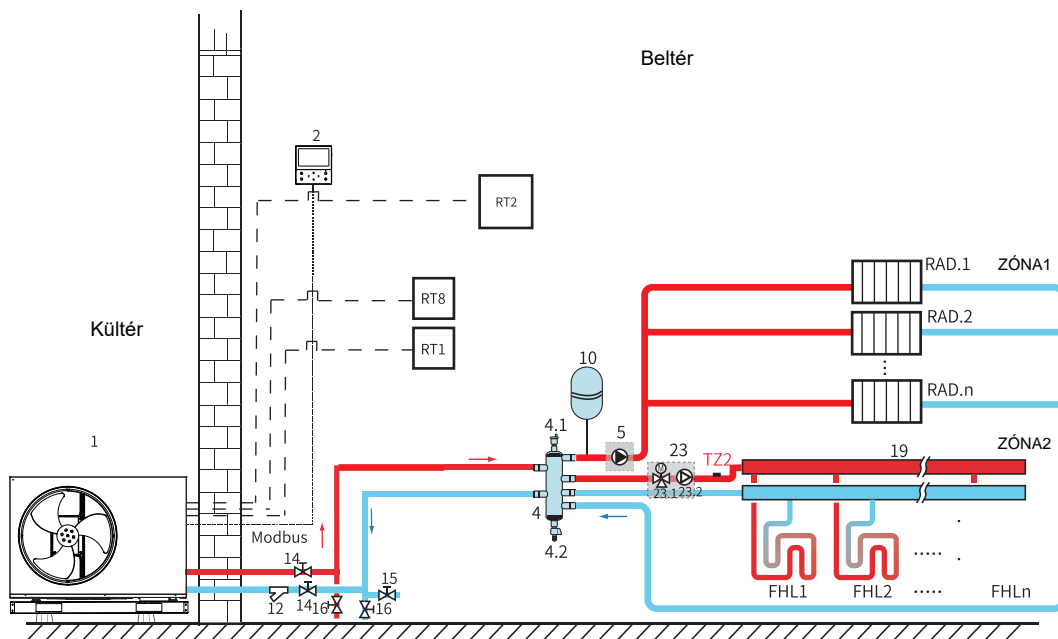 Beltér
2
RT2
RAD.1
ZÓNA1
RT8
RAD.2
Kültér
RT1
10
RAD.n
4.1
5
1
23
TZ2
19
ZÓNA2
23.1
23.2
4
Modbus
4.2
14
15
12
14
16
16
FHL1
FHL2
FHLn